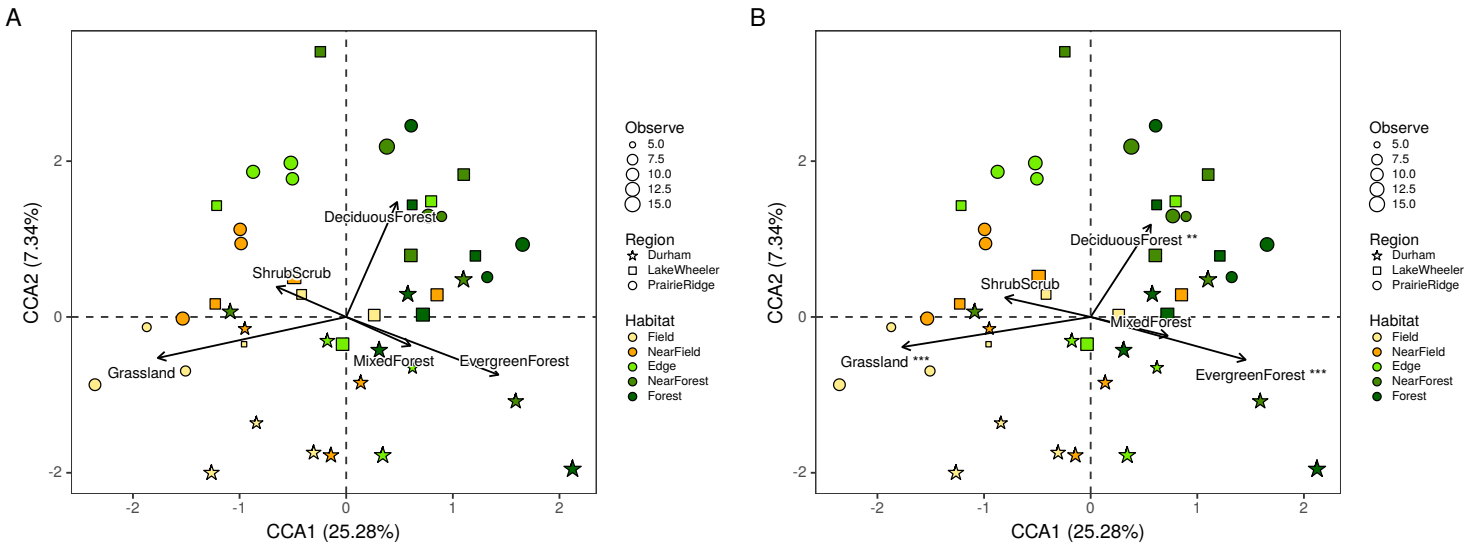 A
CCA2 (7.34%)
2
0
-2
DeciduousForest
ShrubScrub
MixedForest
EvergreenForest
Grassland
-2
-1
0
1
2
CCA1 (25.28%)
Observe
5.0
7.5
10.0
12.5
15.0
Region
Durham
LakeWheeler
PrairieRidge
Habitat
Field
NearField
Edge
NearForest
Forest
B
CCA2 (7.34%)
2
0
-2
DeciduousForest **
ShrubScrub
MixedForest
Grassland ***
EvergreenForest ***
-2
-1
0
1
2
CCA1 (25.28%)
Observe
5.0
7.5
10.0
12.5
15.0
Region
Durham
LakeWheeler
PrairieRidge
Habitat
Field
NearField
Edge
NearForest
Forest